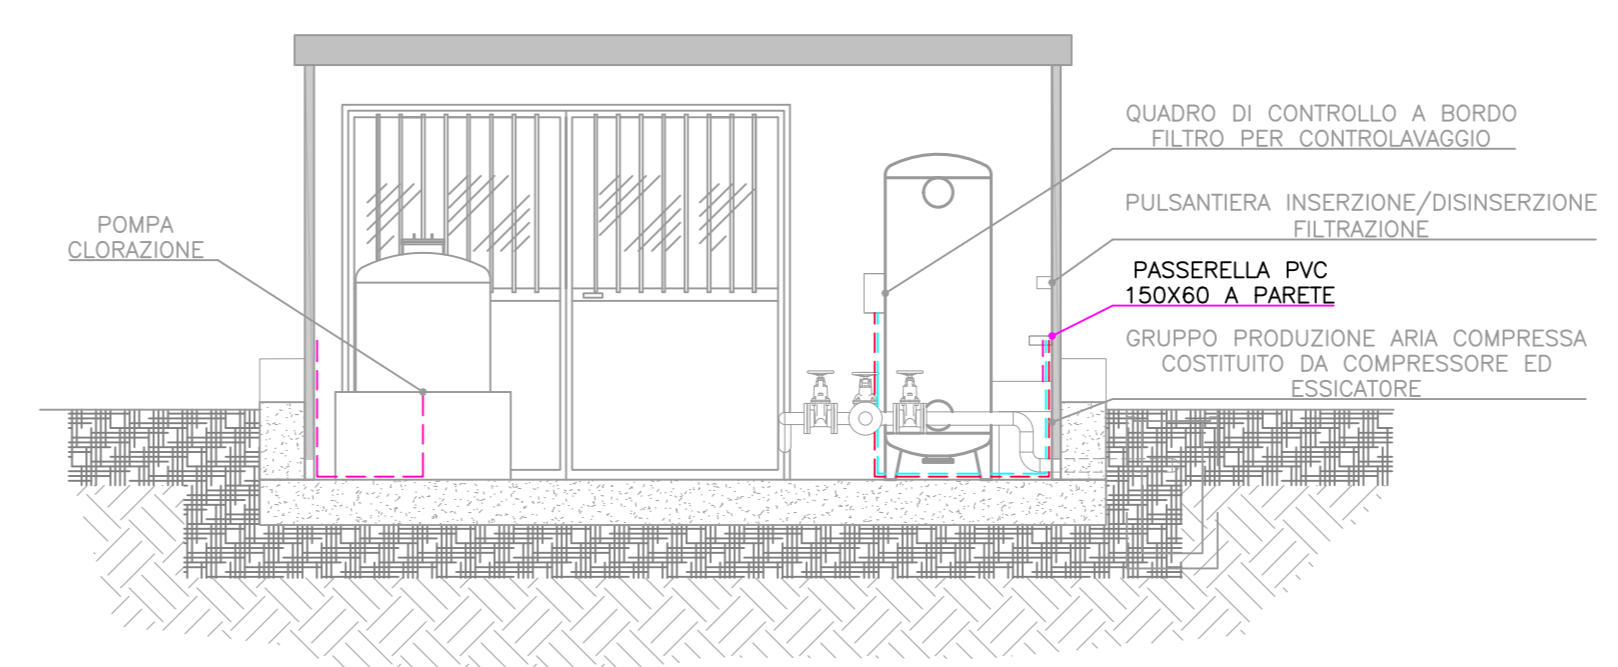 QUADRO DI CONTROLLO A BORDO
FILTRO PER CONTROLAVAGGIO
PULSANTIERA INSERZIONE/DISINSERZIONE
FILTRAZIONE
POMPA
CLORAZIONE
PASSERELLA PVC
150X60 A PARETE
GRUPPO PRODUZIONE ARIA COMPRESSA
COSTITUITO DA COMPRESSORE ED
ESSICATORE